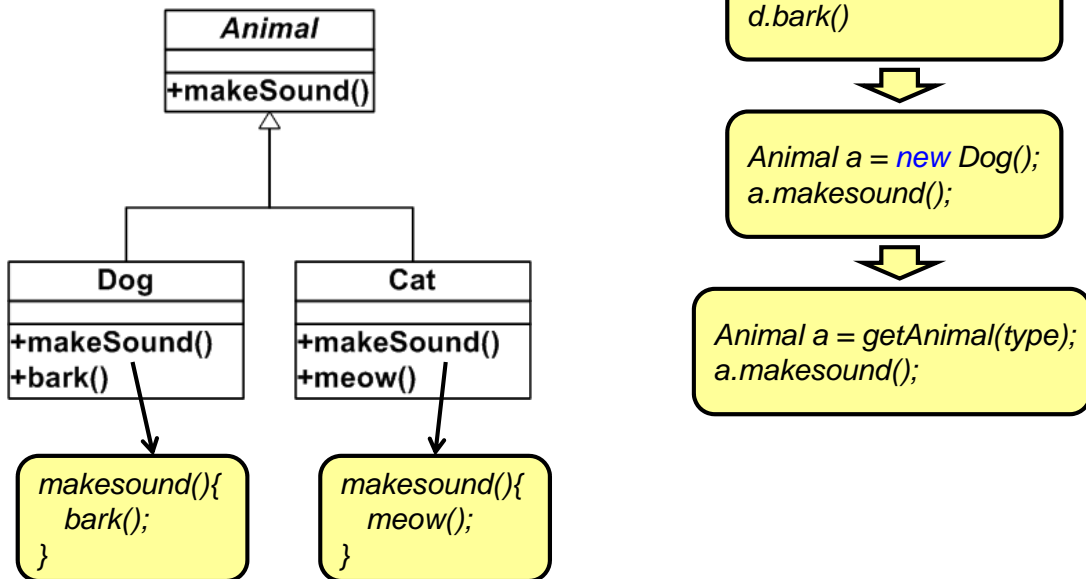 Animal
+makeSound()
Dog
+makeSound()
+bark()
Cat
+makeSound()
+meow()
makesound(){
bark();
}
makesound(){
meow();
}
d.bark()
Animal a = new Dog();
a.makesound();
Animal a = getAnimal(type);
a.makesound();